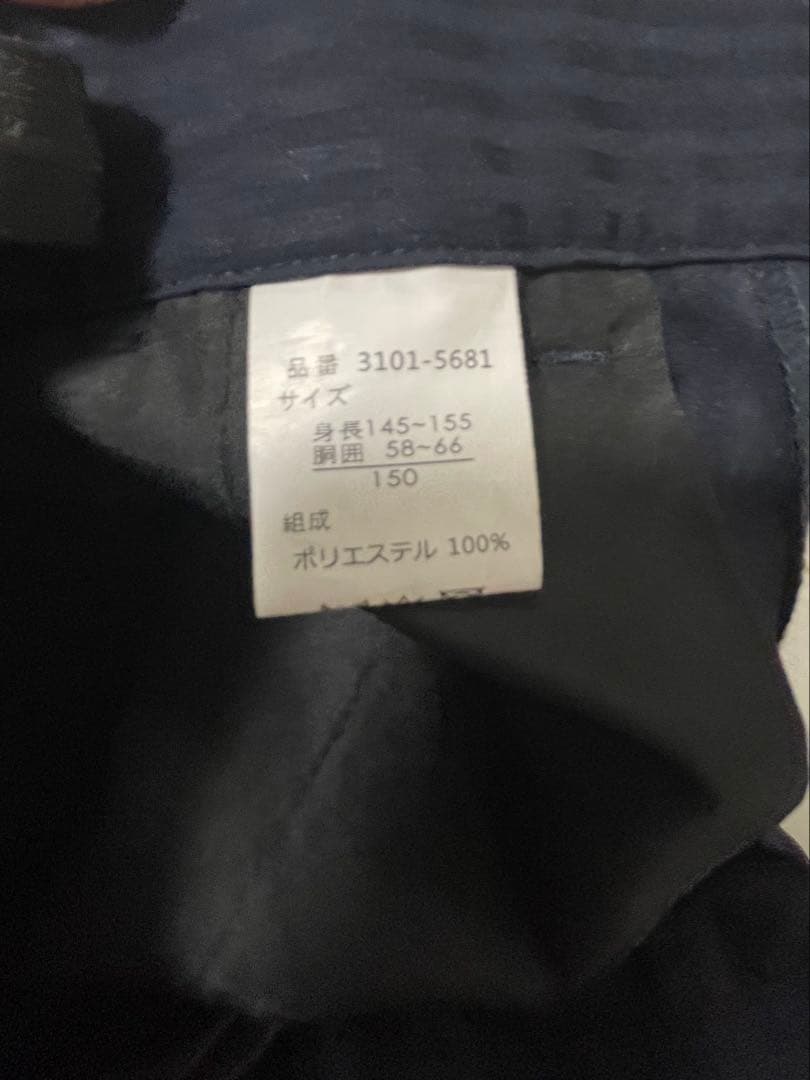 品番 3101-5681
サイズ
身長145~155
胴囲 58~66
150
組成
ポリエステル 100%